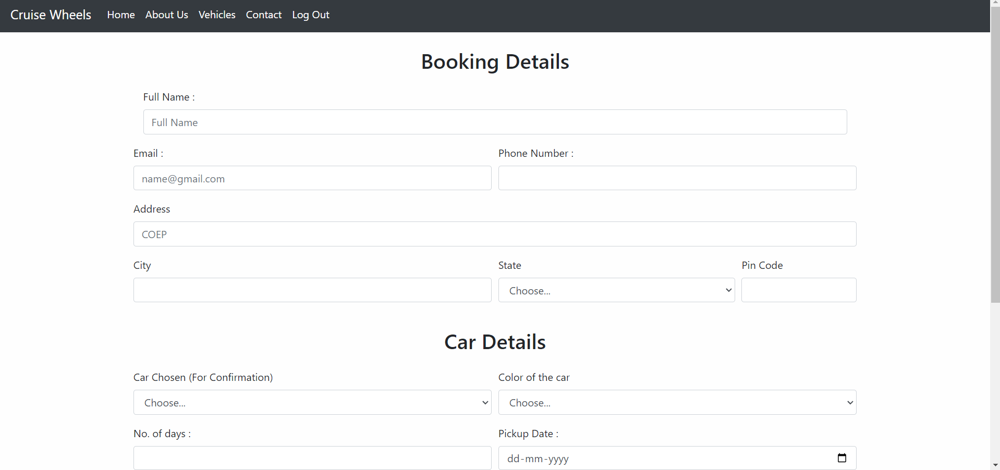 Cruise Wheels Home About Us Vehicles Contact Log Out
Booking Details
Full Name :
Full Name
Email : Phone Number :
name@gmail.com
Address
COEP
City State Pin Code
Choose...
Car Details
Car Chosen (For Confirmation) Color of the car
Choose... Choose...
No. of days : Pickup Date :
dd-mm-yyyy